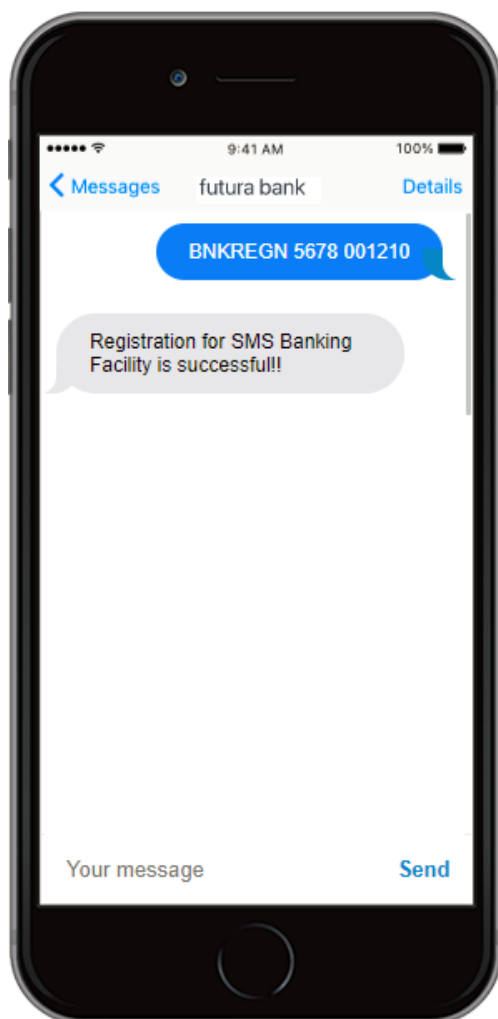 9:41 AM 100%
Messages futura bank Details
BNKREGN 5678 001210
Registration for SMS Banking
Facility is successful!!
Your message Send